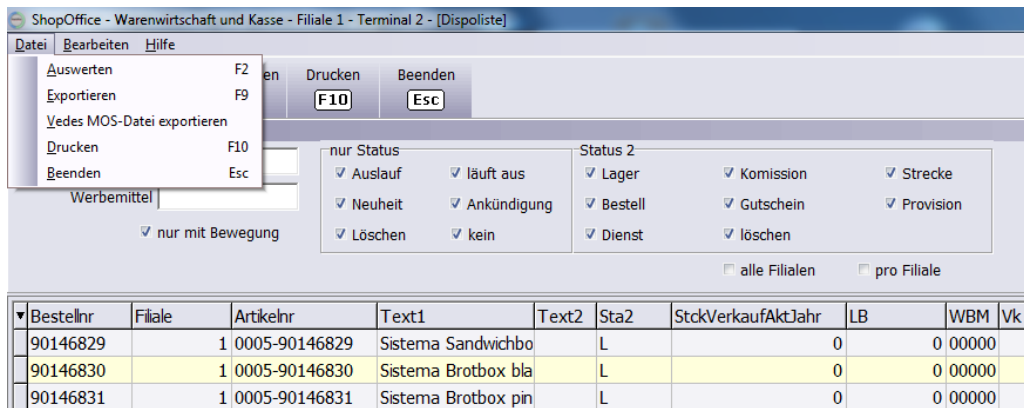 ShopOffice - Warenwirtschaft und Kasse - Filiale 1 - Terminal 2 - [Dispoliste]
Datei Bearbeiten Hilfe
Auswerten F2
Exportieren F9
Vedes MOS-Datei exportieren
Drucken F10
Beenden Esc
en Drucken Beenden
F10 Esc
nur Status Status 2
Auslauf läuft aus Lager Komission Strecke
Werbemittel Neuheit Ankündigung Bestell Gutschein Provision
nur mit Bewegung Löschen kein Dienst löschen
alle Filialen pro Filiale
Bestellnr Filiale Artikelnr Text1 Text2 Sta2 StckVerkaufAktJahr LB WBM Vk
90146829 1 0005-90146829 Sistema Sandwichbo L 0 0 00000
90146830 1 0005-90146830 Sistema Brotbox bla L 0 0 00000
90146831 1 0005-90146831 Sistema Brotbox pin L 0 0 00000